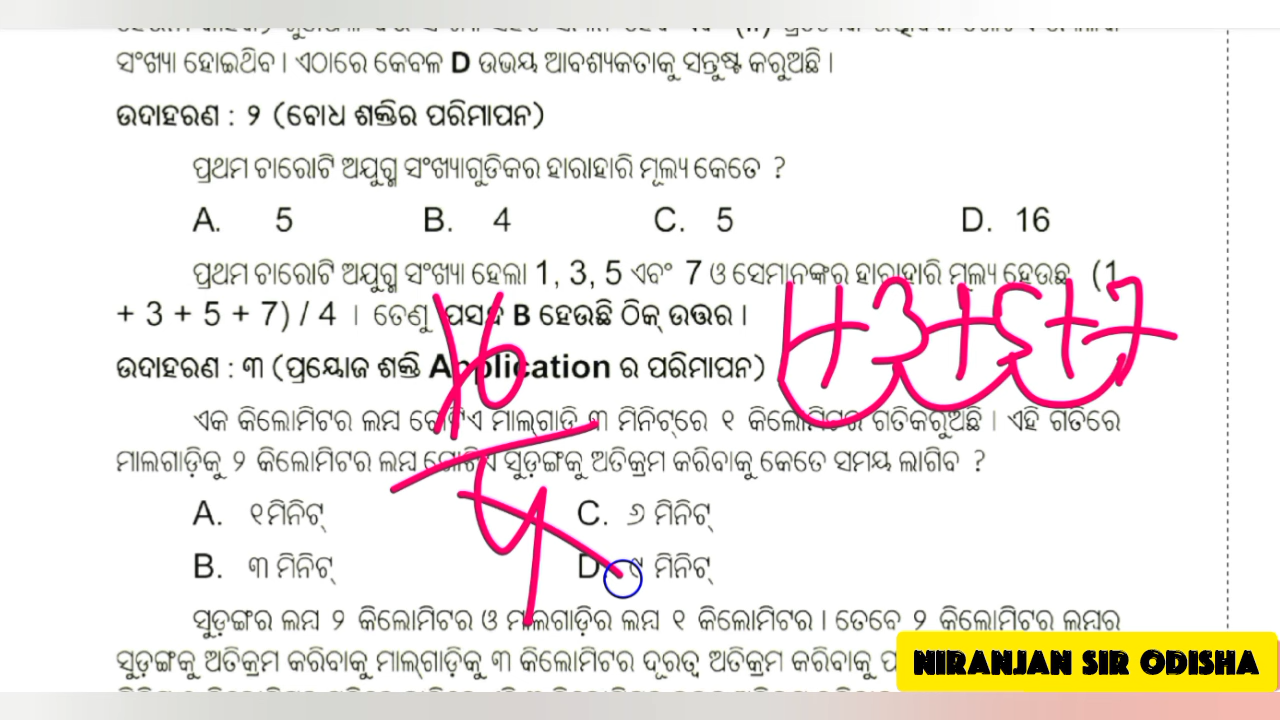 ସଂଖ୍ୟା ହୋଇଥିବ । ଏଠାରେ କେବଳ D ଉଭୟ ଆବଶ୍ୟକତାକୁ ସନ୍ତୁଷ୍ଟ କରୁଅଛି ।
ଉଦାହରଣ : ୨ (ବୋଧ ଶକ୍ତିର ପରିମାପନ)
ପ୍ରଥମ ଚାରୋଟି ଅଯୁଗ୍ମ ସଂଖ୍ୟାଗୁଡିକର ହାରାହାରି ମୂଲ୍ୟ କେତେ ?
A. 5 B. 4 C. 5 D. 16
ପ୍ରଥମ ଚାରୋଟି ଅଯୁଗ୍ମ ସଂଖ୍ୟା ହେଲା 1, 3, 5 ଏବଂ 7 ଓ ସେମାନଙ୍କର ହାରାହାରି ମୂଲ୍ୟ ହେଉଛି (1
+ 3 + 5 + 7) / 4 । ତେଣୁ ପସନ୍ଦ B ହେଉଛି ଠିକ୍ ଉତ୍ତର ।
1 + 3 + 5 + 7
16
4
ଉଦାହରଣ : ୩ (ପ୍ରୟୋଜ ଶକ୍ତି Application ର ପରିମାପନ)
ଏକ କିଲୋମିଟର ଲମ୍ବ ଗୋଟିଏ ମାଲ୍‌ଗାଡି ୩ ମିନିଟ୍‌ରେ ୧ କିଲୋମିଟର ଗତିକରୁଅଛି । ଏହି ଗତିରେ
ମାଲଗାଡ଼ିକୁ ୨ କିଲୋମିଟର ଲମ୍ବ ଗୋଟିଏ ସୁଡ଼ଙ୍ଗକୁ ଅତିକ୍ରମ କରିବାକୁ କେତେ ସମୟ ଲାଗିବ ?
A. ୧ମିନିଟ୍ C. ୬ ମିନିଟ୍
B. ୩ ମିନିଟ୍ D. ୯ ମିନିଟ୍
ସୁଡ଼ଙ୍ଗର ଲମ୍ବ ୨ କିଲୋମିଟର ଓ ମାଲଗାଡ଼ିର ଲମ୍ବ ୧ କିଲୋମିଟର । ତେବେ ୨ କିଲୋମିଟର ଲମ୍ବର
ସୁଡ଼ଙ୍ଗକୁ ଅତିକ୍ରମ କରିବାକୁ ମାଲ୍‌ଗାଡ଼ିକୁ ୩ କିଲୋମିଟର ଦୂରତ୍ୱ ଅତିକ୍ରମ କରିବାକୁ
NIRANJAN SIR ODISHA